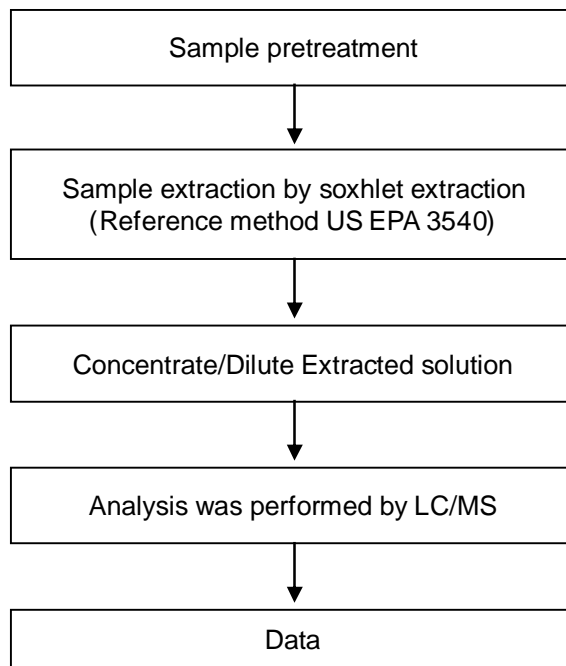 Sample pretreatment
Sample extraction by soxhlet extraction
(Reference method US EPA 3540)
Concentrate/Dilute Extracted solution
Analysis was performed by LC/MS
Data